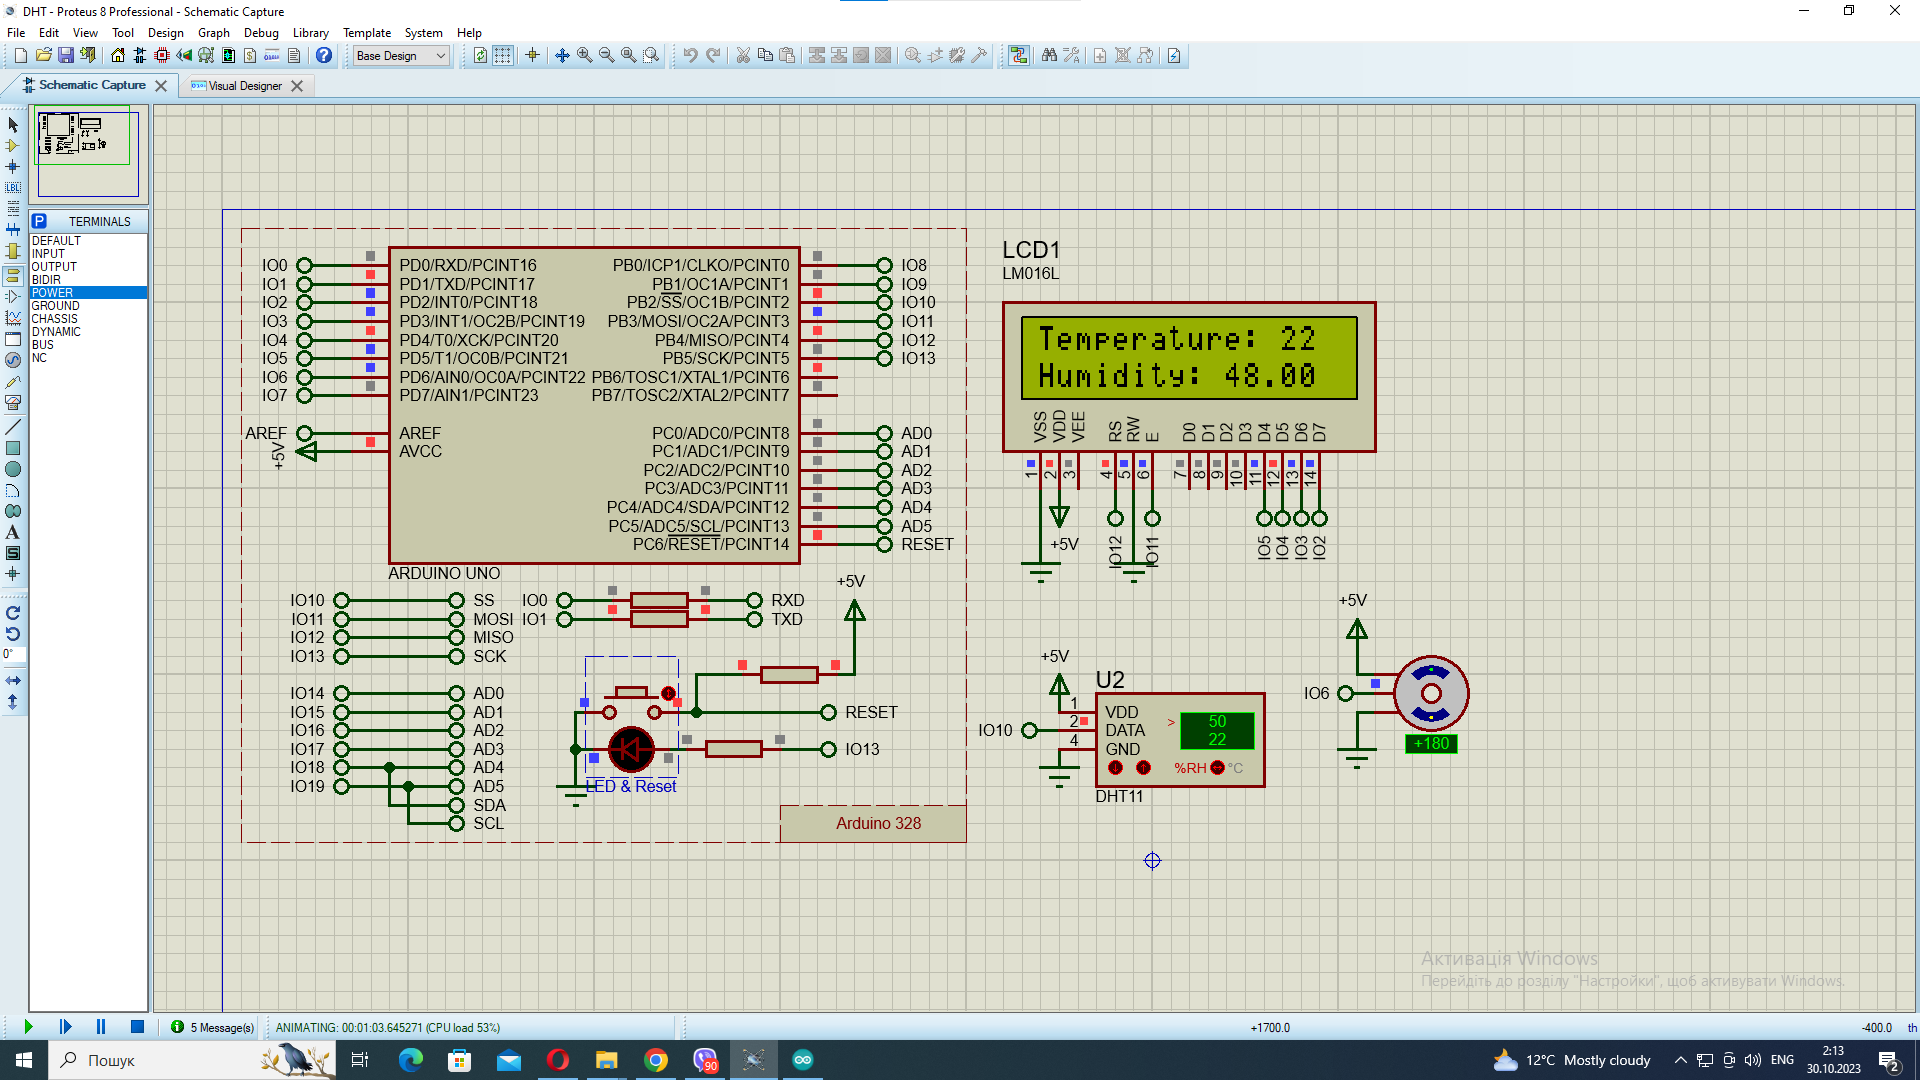 DHT - Proteus 8 Professional - Schematic Capture
File Edit View Tool Design Graph Debug Library Template System Help
Base Design
Schematic Capture
Visual Designer
TERMINALS
DEFAULT
INPUT
OUTPUT
BIDIR
POWER
GROUND
CHASSIS
DYNAMIC
BUS
NC
LBL
A
0°
IO0 PD0/RXD/PCINT16 PB0/ICP1/CLKO/PCINT0 IO8
IO1 PD1/TXD/PCINT17 PB1/OC1A/PCINT1 IO9
IO2 PD2/INT0/PCINT18 PB2/SS/OC1B/PCINT2 IO10
IO3 PD3/INT1/OC2B/PCINT19 PB3/MOSI/OC2A/PCINT3 IO11
IO4 PD4/T0/XCK/PCINT20 PB4/MISO/PCINT4 IO12
IO5 PD5/T1/OC0B/PCINT21 PB5/SCK/PCINT5 IO13
IO6 PD6/AIN0/OC0A/PCINT22 PB6/TOSC1/XTAL1/PCINT6
IO7 PD7/AIN1/PCINT23 PB7/TOSC2/XTAL2/PCINT7
AREF AREF PC0/ADC0/PCINT8 AD0
+5V AVCC PC1/ADC1/PCINT9 AD1
PC2/ADC2/PCINT10 AD2
PC3/ADC3/PCINT11 AD3
PC4/ADC4/SDA/PCINT12 AD4
PC5/ADC5/SCL/PCINT13 AD5
PC6/RESET/PCINT14 RESET
ARDUINO UNO
IO10 SS IO0 RXD
IO11 MOSI IO1 TXD
IO12 MISO
IO13 SCK
IO14 AD0
IO15 AD1
IO16 AD2
IO17 AD3
IO18 AD4
IO19 AD5
SDA
SCL
+5V
RESET
IO13
LED & Reset
Arduino 328
LCD1
LM016L
Temperature: 22
Humidity: 48.00
VSS VDD VEE RS RW E D0 D1 D2 D3 D4 D5 D6 D7
1 2 3 4 5 6 7 8 9 10 11 12 13 14
+5V
IO12 IO11 IO5 IO4 IO3 IO2
+5V
U2
1 VDD
IO10 2 DATA
4 GND
> 50
22
%RH °C
DHT11
+5V
IO6
+180
Активація Windows
Перейдіть до розділу "Настройки", щоб активувати Windows.
5 Message(s)
ANIMATING: 00:01:03.645271 (CPU load 53%)
+1700.0
-400.0 th
Пошук
90
12°C Mostly cloudy
ENG
2:13
30.10.2023
2